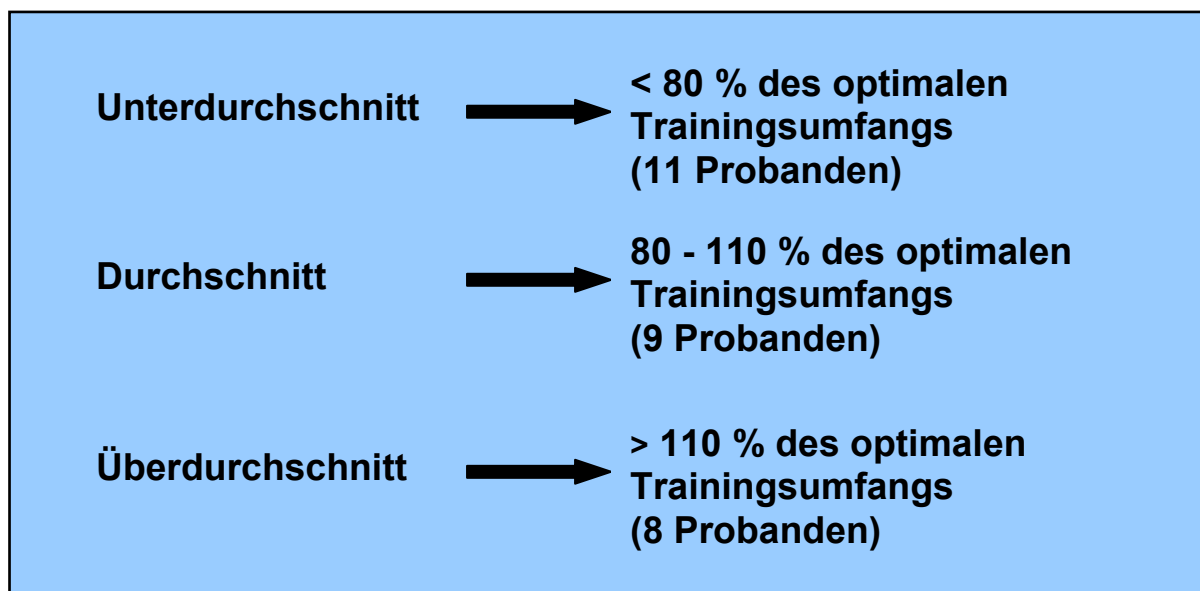 Unterdurchschnitt
< 80 % des optimalen
Trainingsumfangs
(11 Probanden)
Durchschnitt
80 - 110 % des optimalen
Trainingsumfangs
(9 Probanden)
Überdurchschnitt
> 110 % des optimalen
Trainingsumfangs
(8 Probanden)